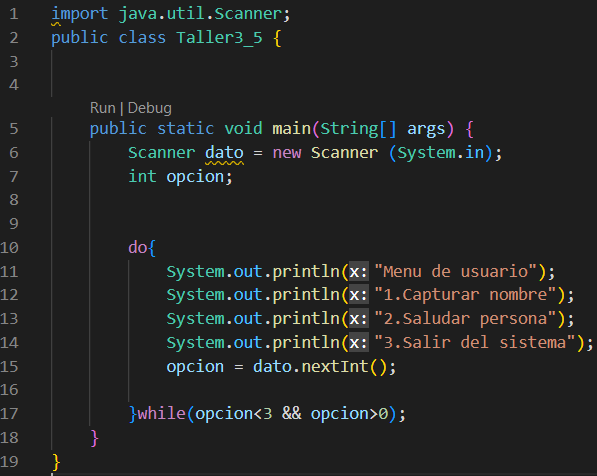 1 import java.util.Scanner;
2 public class Taller3_5 {
3
4
Run | Debug
5 public static void main(String[] args) {
6 Scanner dato = new Scanner (System.in);
7 int opcion;
8
9
10 do{
11 System.out.println(x: "Menu de usuario");
12 System.out.println(x: "1.Capturar nombre");
13 System.out.println(x: "2.Saludar persona");
14 System.out.println(x: "3.Salir del sistema");
15 opcion = dato.nextInt();
16
17 }while(opcion<3 && opcion>0);
18 }
19 }